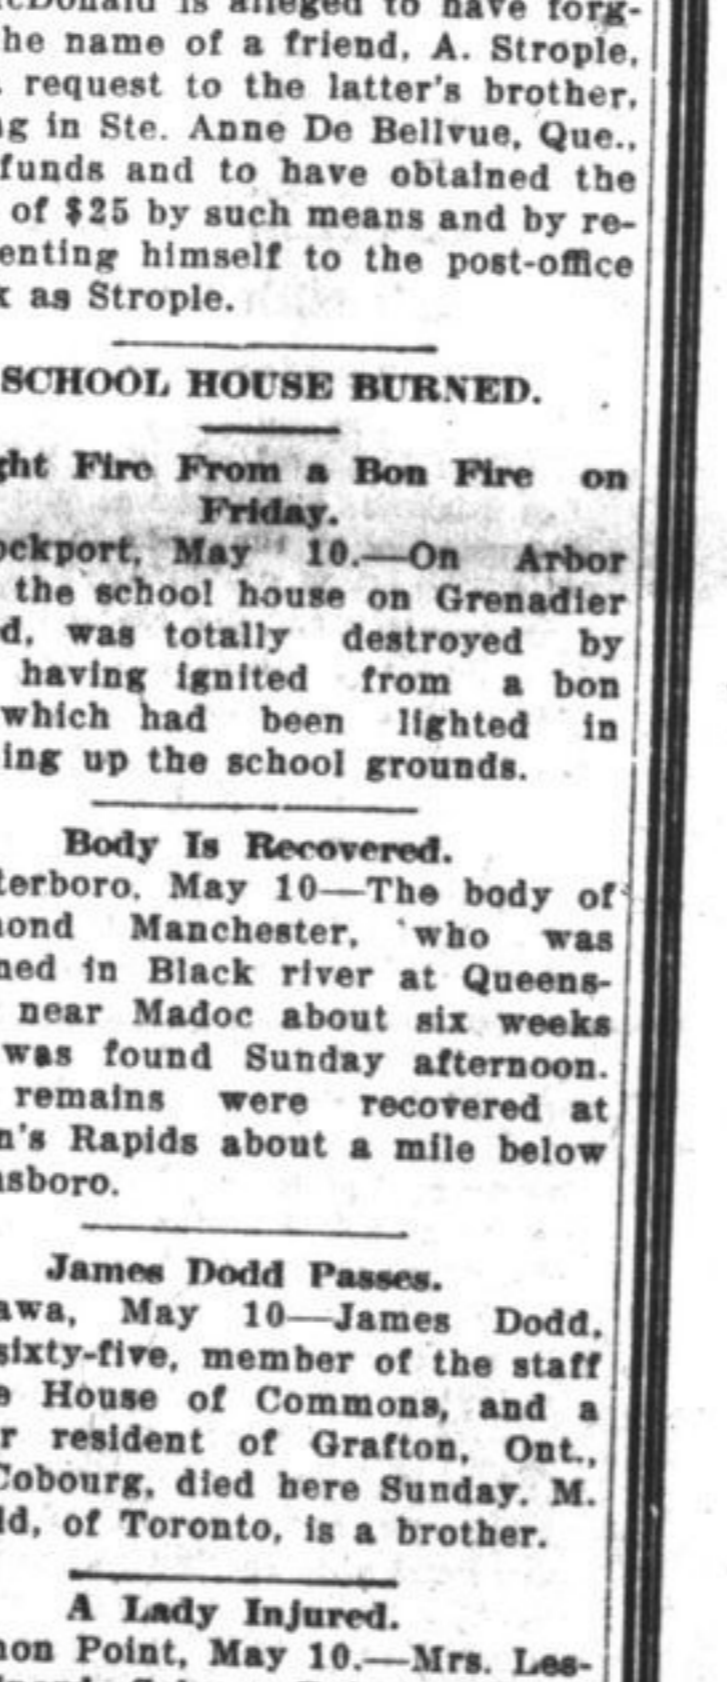 cDonald is alleged to have forg-
he name of a friend, A. Strople,
request to the latter's brother,
ng in Ste. Anne De Bellvue, Que.,
funds and to have obtained the
of $25 by such means and by re-
enting himself to the post-office
k as Strople.
SCHOOL HOUSE BURNED.
ght Fire From a Bon Fire on
Friday.
ockport, May 10.—On Arbor
the school house on Grenadier
d, was totally destroyed by
having ignited from a bon
which had been lighted in
ing up the school grounds.
Body Is Recovered.
terboro, May 10—The body of
mond Manchester, who was
ned in Black river at Queens-
near Madoc about six weeks
was found Sunday afternoon.
remains were recovered at
n's Rapids about a mile below
nsboro.
James Dodd Passes.
awa, May 10—James Dodd,
sixty-five, member of the staff
e House of Commons, and a
r resident of Grafton, Ont.,
Cobourg, died here Sunday. M.
ld, of Toronto, is a brother.
A Lady Injured.
non Point, May 10.—Mrs. Les-